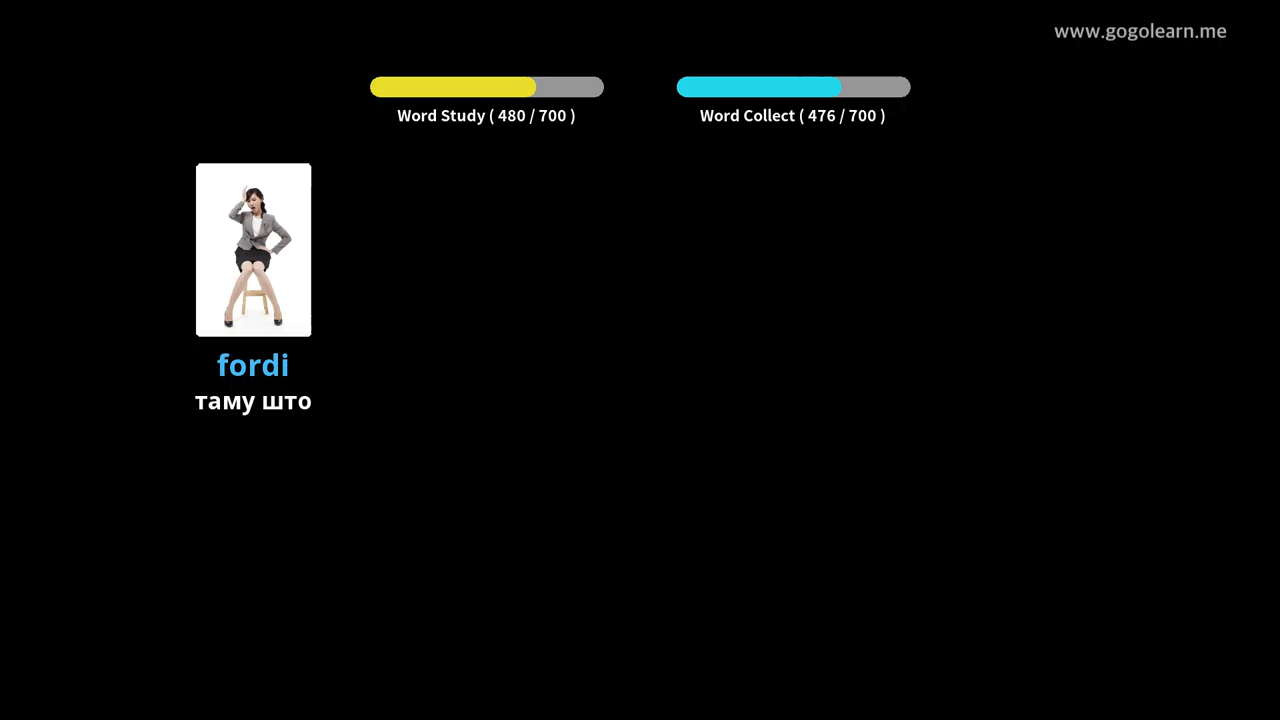 www.gogolearn.me
Word Study ( 480 / 700 )
Word Collect ( 476 / 700 )
fordi
таму што